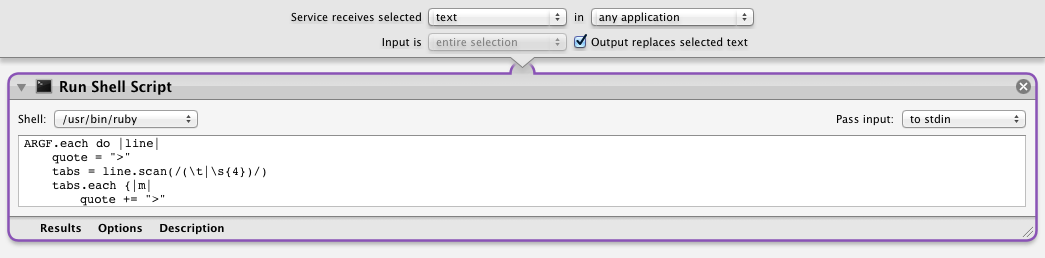 Service receives selected text in any application
Input is entire selection Output replaces selected text
Run Shell Script
Shell: /usr/bin/ruby Pass input: to stdin
ARGF.each do |line|
    quote = ">"
    tabs = line.scan(/(\t|\s{4})/)
    tabs.each {|m|
        quote += ">"
Results Options Description